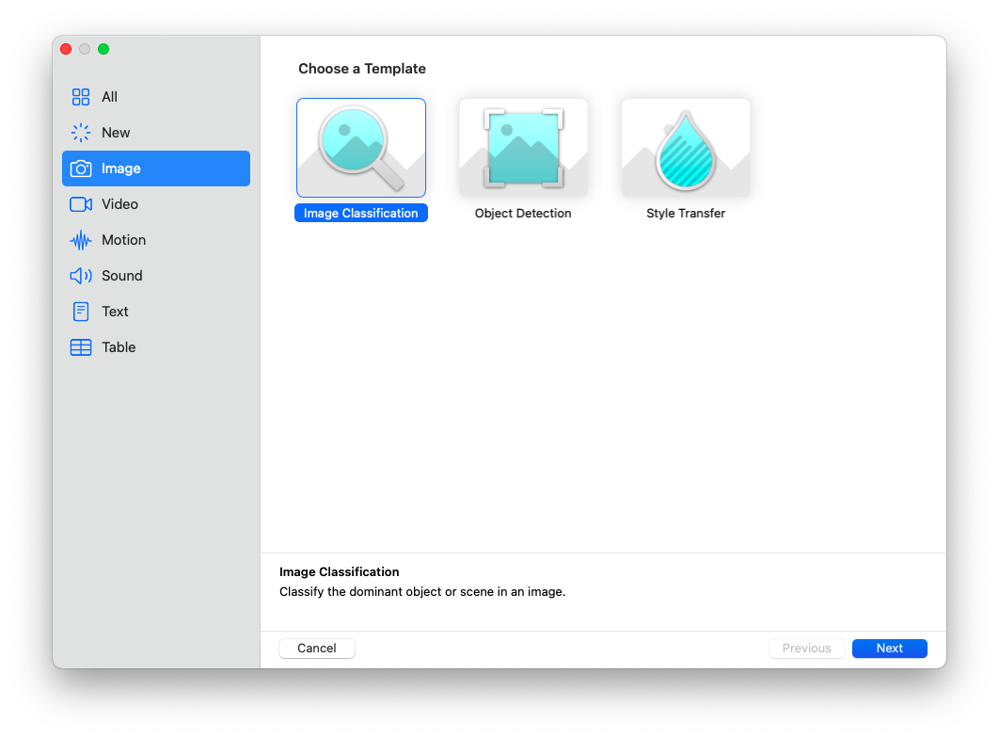 Choose a Template
All
New
Image
Video
Motion
Sound
Text
Table
Image Classification
Object Detection
Style Transfer
Image Classification
Classify the dominant object or scene in an image.
Cancel
Previous
Next